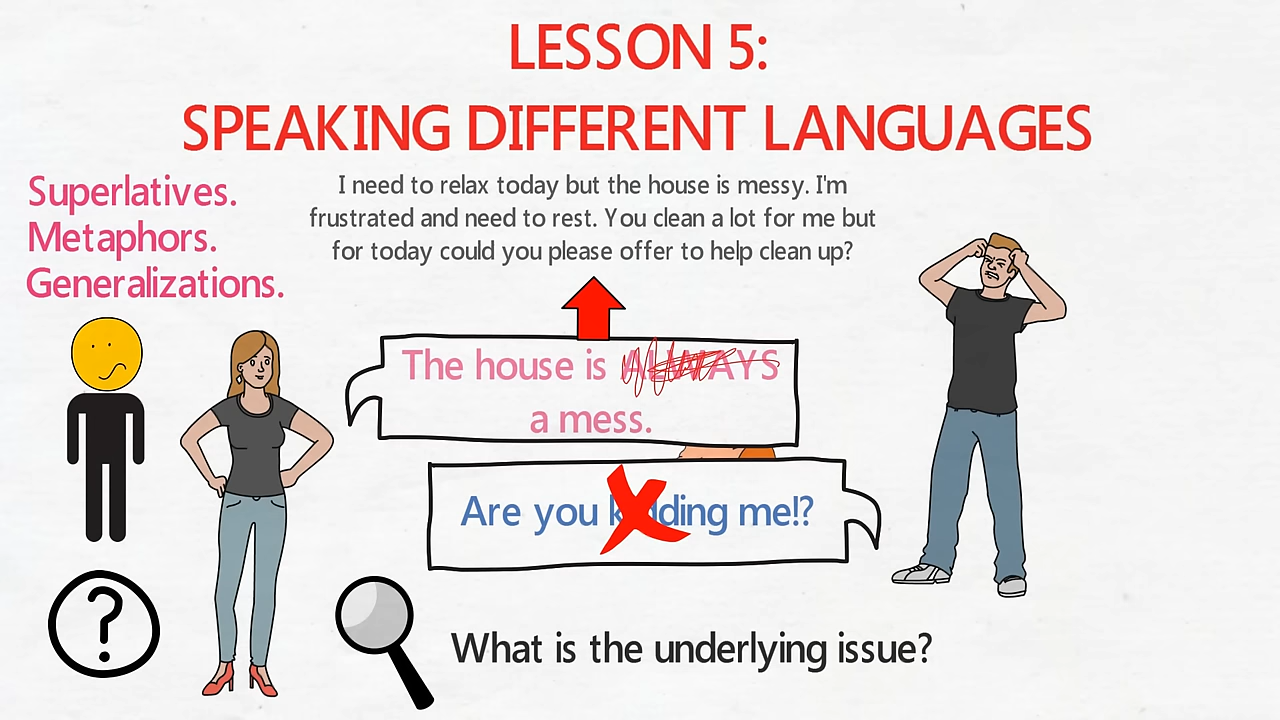 LESSON 5:
SPEAKING DIFFERENT LANGUAGES
Superlatives.
Metaphors.
Generalizations.
I need to relax today but the house is messy. I'm
frustrated and need to rest. You clean a lot for me but
for today could you please offer to help clean up?
The house is ALWAYS
a mess.
Are you kidding me!?
?
What is the underlying issue?